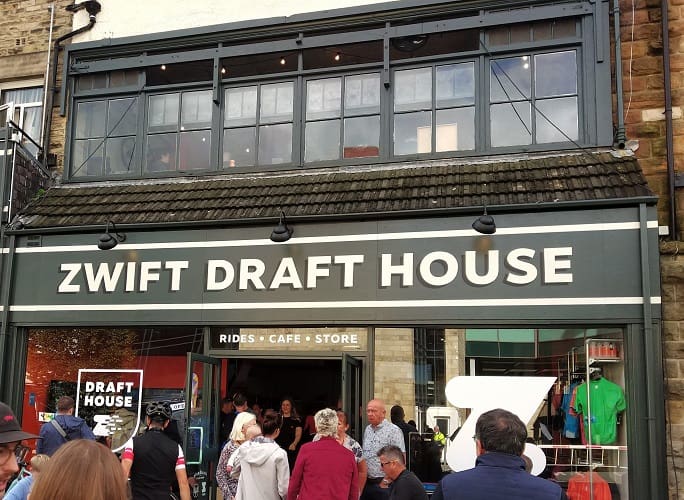 ZWIFT DRAFT HOUSE
RIDES • CAFE • STORE
DRAFT
HOUSE
Z